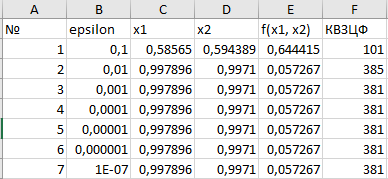 A B C D E F
№ epsilon x1 x2 f(x1, x2) КВЗЦФ
1 0,1 0,58565 0,594389 0,644415 101
2 0,01 0,997896 0,9971 0,057267 385
3 0,001 0,997896 0,9971 0,057267 381
4 0,0001 0,997896 0,9971 0,057267 381
5 0,00001 0,997896 0,9971 0,057267 381
6 0,000001 0,997896 0,9971 0,057267 381
7 1E-07 0,997896 0,9971 0,057267 381